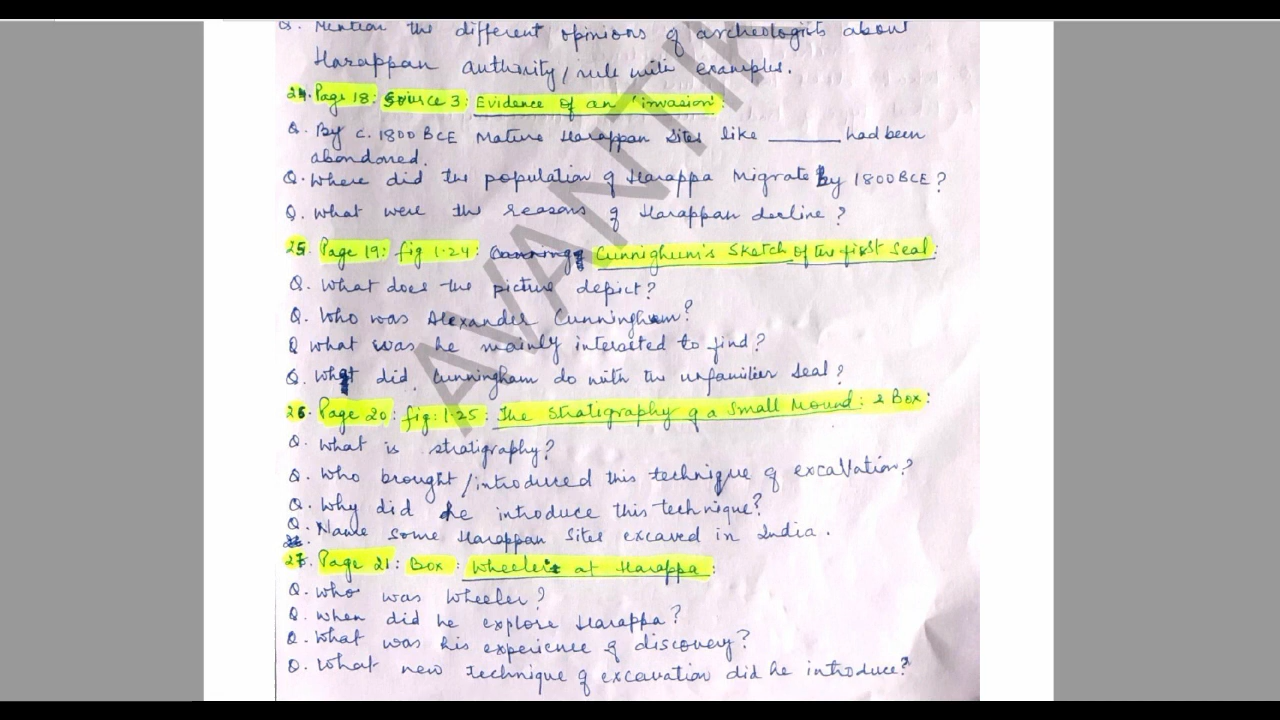 Q. Mention the different opinions of archeologists about
Harappan authority/rule with examples.
24. Page 18: Source 3: Evidence of an 'invasion':
Q. By c. 1800 BCE Mature Harappan Sites like ______ had been
abandoned.
Q. Where did the population of Harappa Migrate by 1800 BCE?
Q. What were the reasons of Harappan decline?
25. Page 19: fig 1.24: Cunnighum's Sketch of the first Seal:
Q. What does the picture depict?
Q. Who was Alexander Cunningham?
Q what was he mainly interacted to find?
Q. What did Cunningham do with the unfamilier Seal?
26. Page 20: fig: 1.25: The Stratigraphy of a Small Mound: & Box:
Q. What is stratigraphy?
Q. Who brought/introduced this technique of excavation?
Q. Why did he introduce this technique?
Q. Name some Harappan Sites excaved in India.
27. Page 21: Box: Wheeler at Harappa:
Q. Who was Wheeler?
Q. When did he explore Harappa?
Q. What was his experience of discovery?
Q. What new technique of excavation did he introduce?
AVANTIK